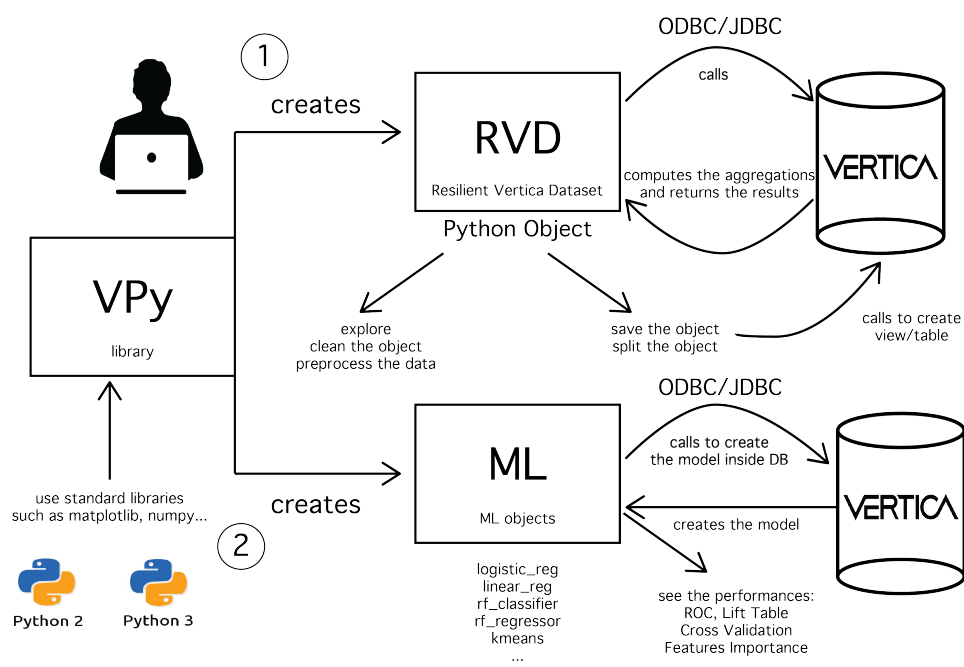 ODBC/JDBC
1
calls
creates
RVD
Resilient Vertica Dataset
computes the aggregations
and returns the results
VERTICA
Python Object
VPy
library
explore
clean the object
preprocess the data
save the object
split the object
calls to create
view/table
ODBC/JDBC
ML
ML objects
calls to create
the model inside DB
creates
creates the model
VERTICA
use standard libraries
such as matplotlib, numpy...
2
Python 2
Python 3
logistic_reg
linear_reg
rf_classifier
rf_regressor
kmeans
...
see the performances:
ROC, Lift Table
Cross Validation
Features Importance